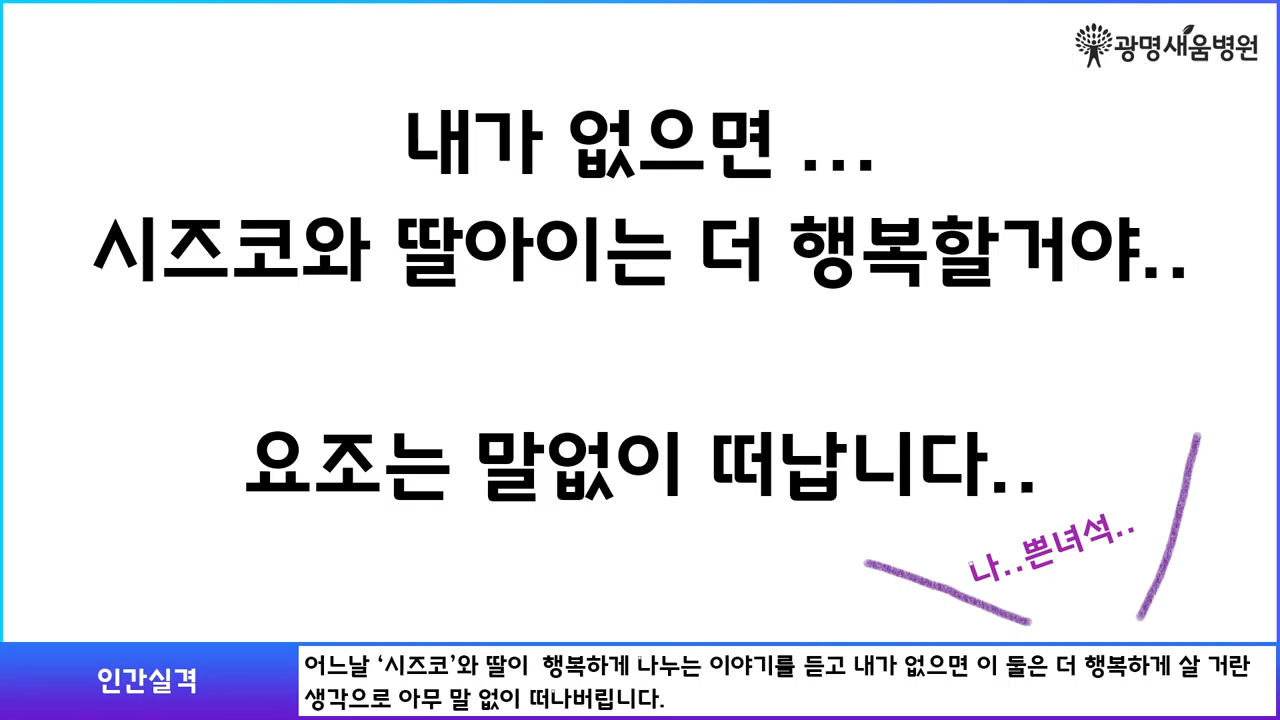 광명새움병원
내가 없으면 ...
시즈코와 딸아이는 더 행복할거야..
요조는 말없이 떠납니다..
나..쁜녀석..
인간실격
어느날 ‘시즈코’와 딸이 행복하게 나누는 이야기를 듣고 내가 없으면 이 둘은 더 행복하게 살 거란
생각으로 아무 말 없이 떠나버립니다.